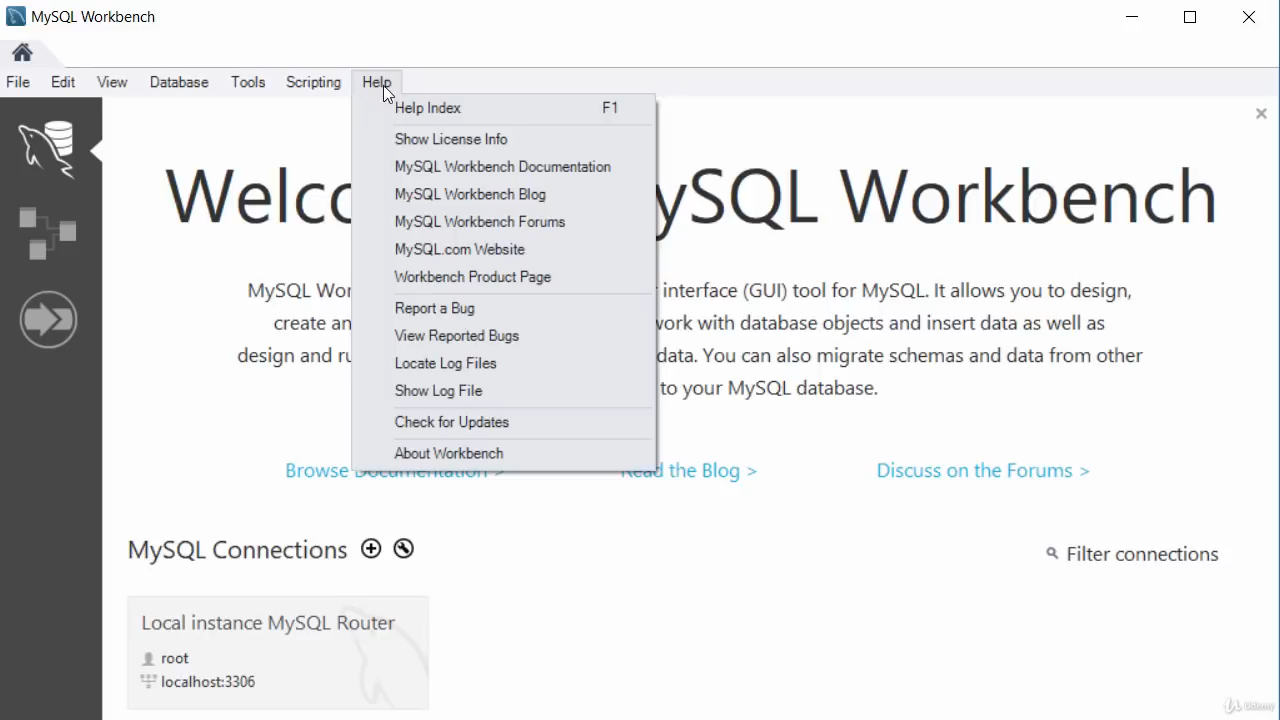 MySQL Workbench
File Edit View Database Tools Scripting Help
Help Index F1
Show License Info
MySQL Workbench Documentation
MySQL Workbench Blog
MySQL Workbench Forums
MySQL.com Website
Workbench Product Page
Report a Bug
View Reported Bugs
Locate Log Files
Show Log File
Check for Updates
About Workbench
Welc ySQL Workbench
MySQL Wor interface (GUI) tool for MySQL. It allows you to design,
create an work with database objects and insert data as well as
design and ru data. You can also migrate schemas and data from other
to your MySQL database.
Browse Documentation > Read the Blog > Discuss on the Forums >
MySQL Connections
Filter connections
Local instance MySQL Router
root
localhost:3306
Udemy